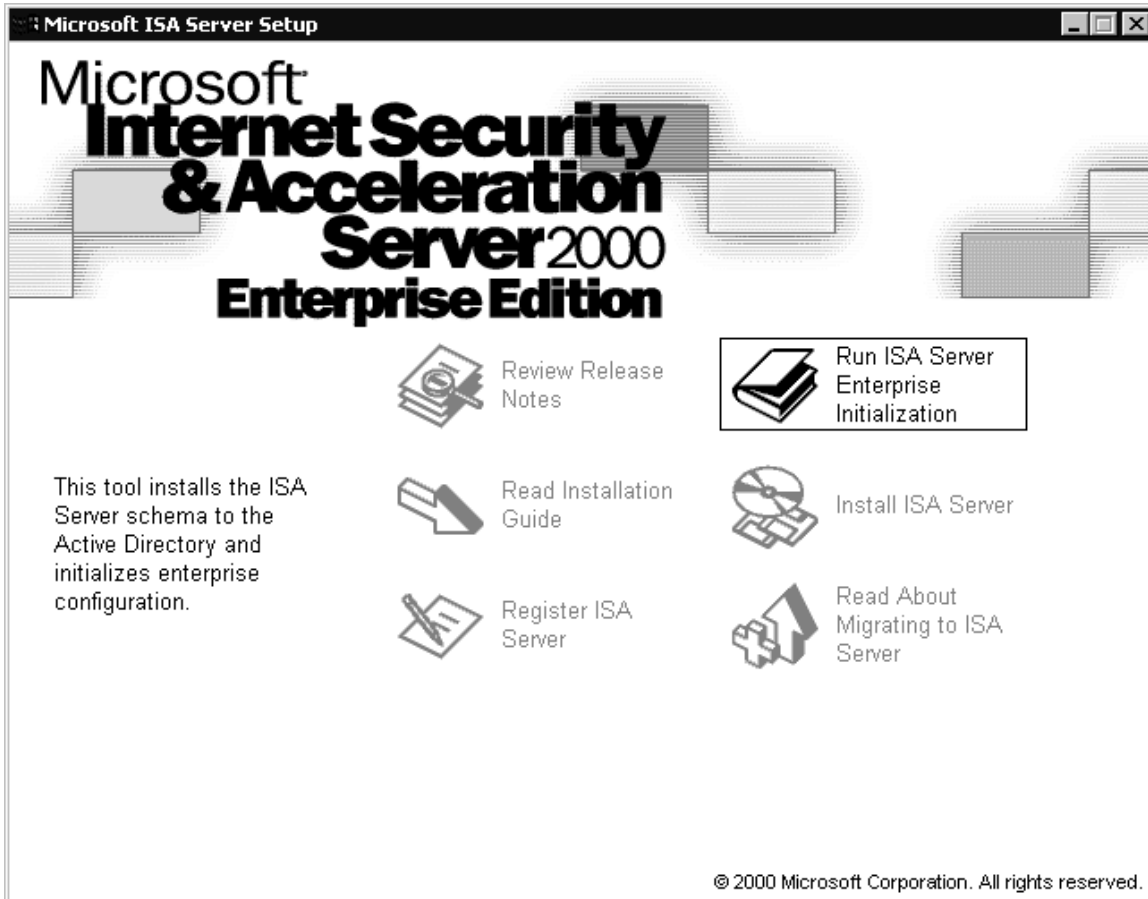 Microsoft ISA Server Setup
Microsoft
Internet Security
& Acceleration
Server 2000
Enterprise Edition
Review Release
Notes
Run ISA Server
Enterprise
Initialization
This tool installs the ISA
Server schema to the
Active Directory and
initializes enterprise
configuration.
Read Installation
Guide
Install ISA Server
Register ISA
Server
Read About
Migrating to ISA
Server
© 2000 Microsoft Corporation. All rights reserved.